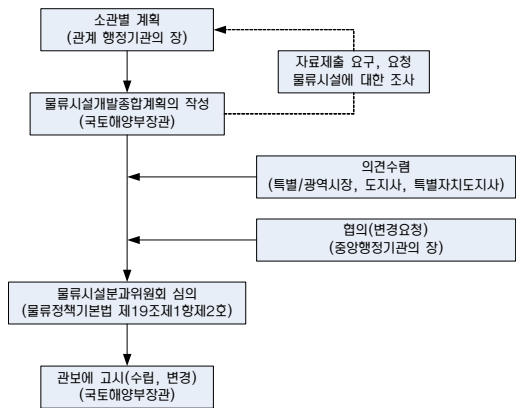 소관별 계획
(관계 행정기관의 장)
자료제출 요구, 요청
물류시설에 대한 조사
물류시설개발종합계획의 작성
(국토해양부장관)
의견수렴
(특별/광역시장, 도지사, 특별자치도지사)
협의(변경요청)
(중앙행정기관의 장)
물류시설분과위원회 심의
(물류정책기본법 제19조제1항제2호)
관보에 고시(수립, 변경)
(국토해양부장관)